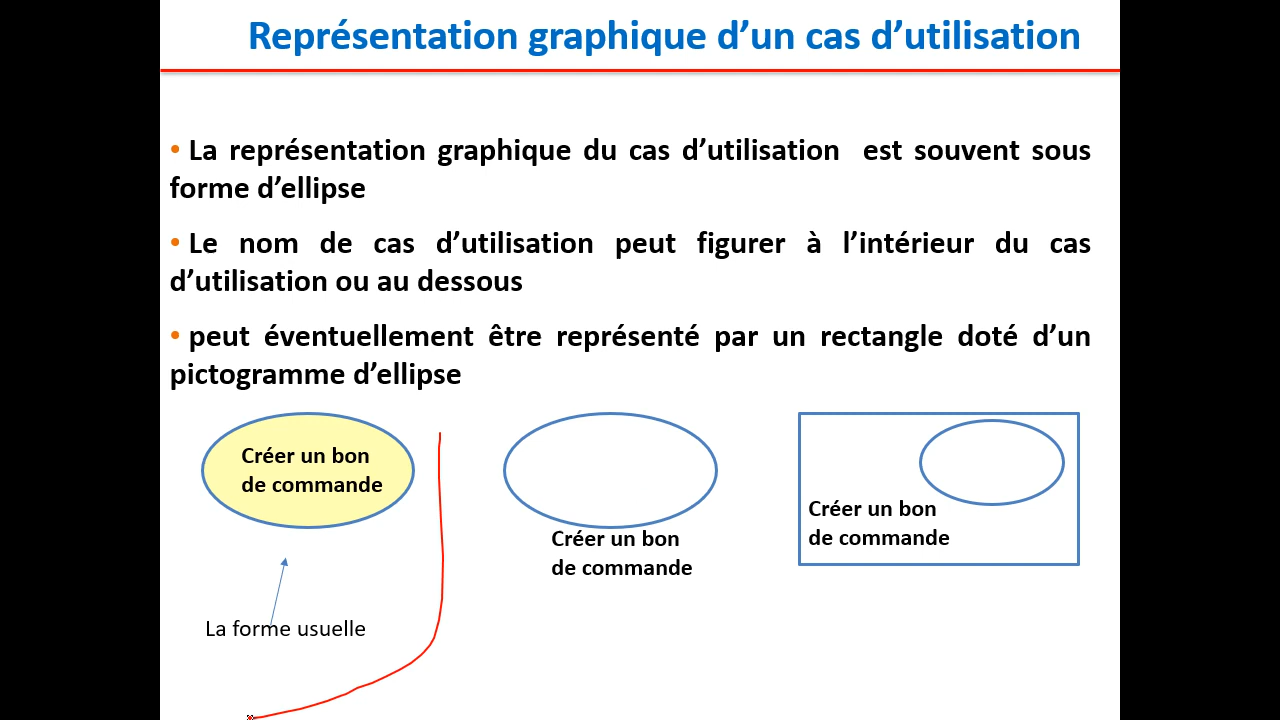 Représentation graphique d’un cas d’utilisation
• La représentation graphique du cas d’utilisation est souvent sous
forme d’ellipse
• Le nom de cas d’utilisation peut figurer à l’intérieur du cas
d’utilisation ou au dessous
• peut éventuellement être représenté par un rectangle doté d’un
pictogramme d’ellipse
Créer un bon
de commande
Créer un bon
de commande
Créer un bon
de commande
La forme usuelle